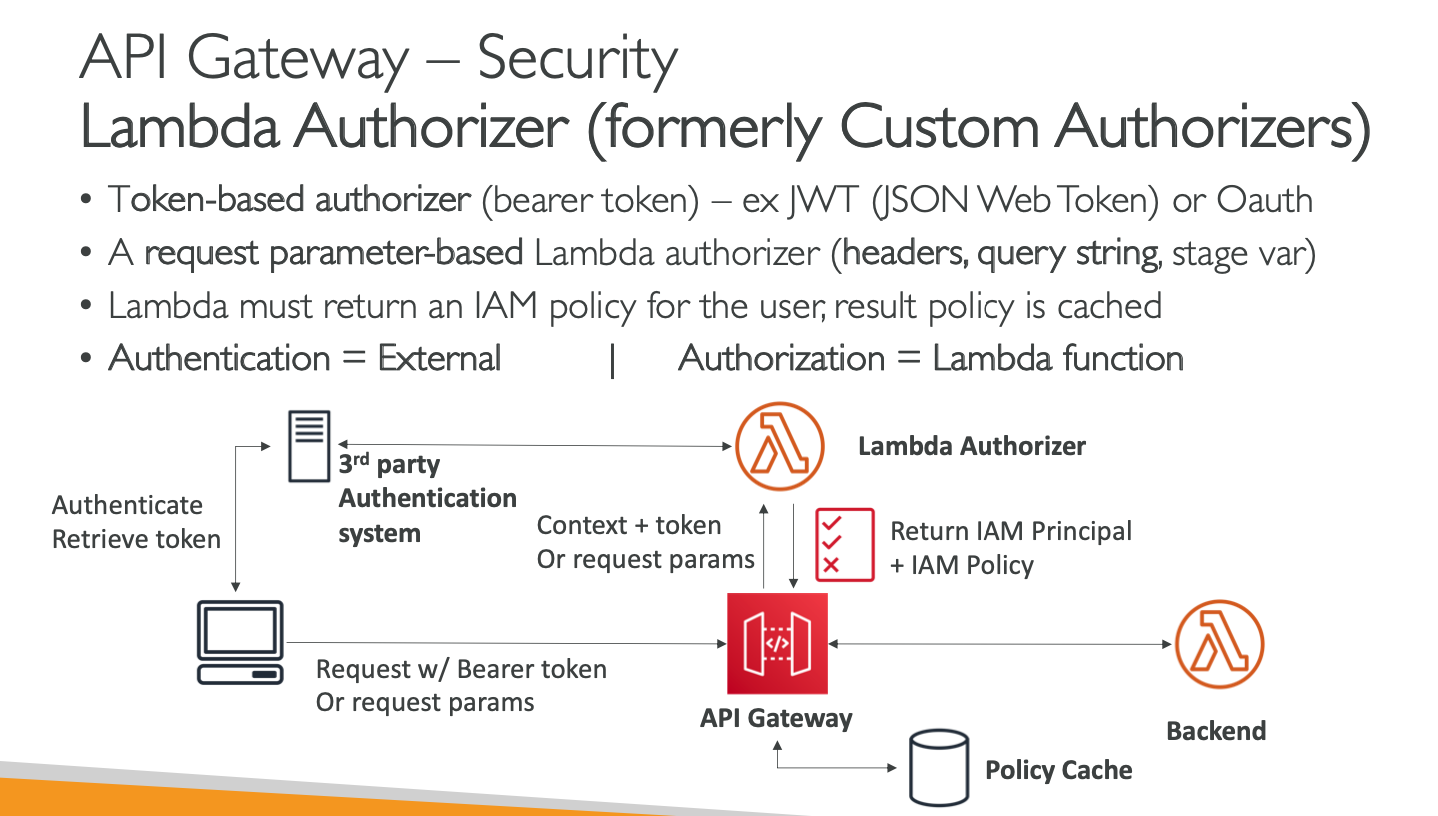 API Gateway – Security
Lambda Authorizer (formerly Custom Authorizers)
• Token-based authorizer (bearer token) – ex JWT (JSON Web Token) or Oauth
• A request parameter-based Lambda authorizer (headers, query string, stage var)
• Lambda must return an IAM policy for the user, result policy is cached
• Authentication = External | Authorization = Lambda function
Lambda Authorizer
3rd party
Authentication
system
Authenticate
Retrieve token
Context + token
Or request params
Return IAM Principal
+ IAM Policy
</>
Request w/ Bearer token
Or request params
API Gateway
Backend
Policy Cache